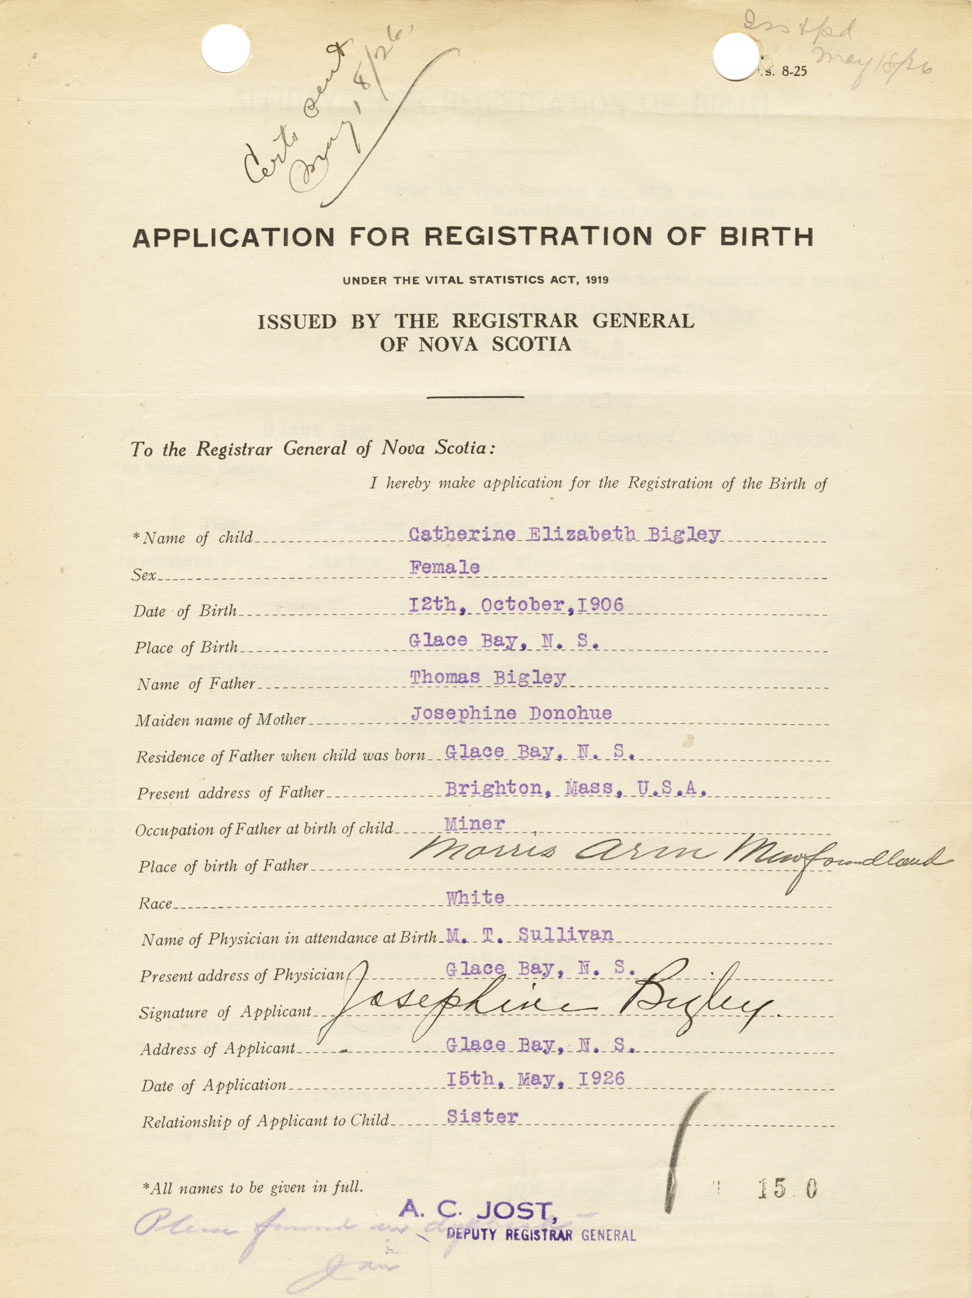 Certs sent
May, 18/26.
Iss + pd
May 18/26
.s. 8-25
APPLICATION FOR REGISTRATION OF BIRTH
UNDER THE VITAL STATISTICS ACT, 1919
ISSUED BY THE REGISTRAR GENERAL
OF NOVA SCOTIA
To the Registrar General of Nova Scotia:
I hereby make application for the Registration of the Birth of
*Name of child Catherine Elizabeth Bigley
Sex Female
Date of Birth 12th, October,1906
Place of Birth Glace Bay, N. S.
Name of Father Thomas Bigley
Maiden name of Mother Josephine Donohue
Residence of Father when child was born Glace Bay, N. S.
Present address of Father Brighton, Mass, U.S.A.
Occupation of Father at birth of child Miner
Place of birth of Father Morris Arm Newfoundland
Race White
Name of Physician in attendance at Birth M. T. Sullivan
Present address of Physician Glace Bay, N. S.
Signature of Applicant Josephine Bigley.
Address of Applicant Glace Bay, N. S.
Date of Application 15th, May, 1926
Relationship of Applicant to Child Sister
*All names to be given in full.
15 0
A. C. JOST,
DEPUTY REGISTRAR GENERAL
Please